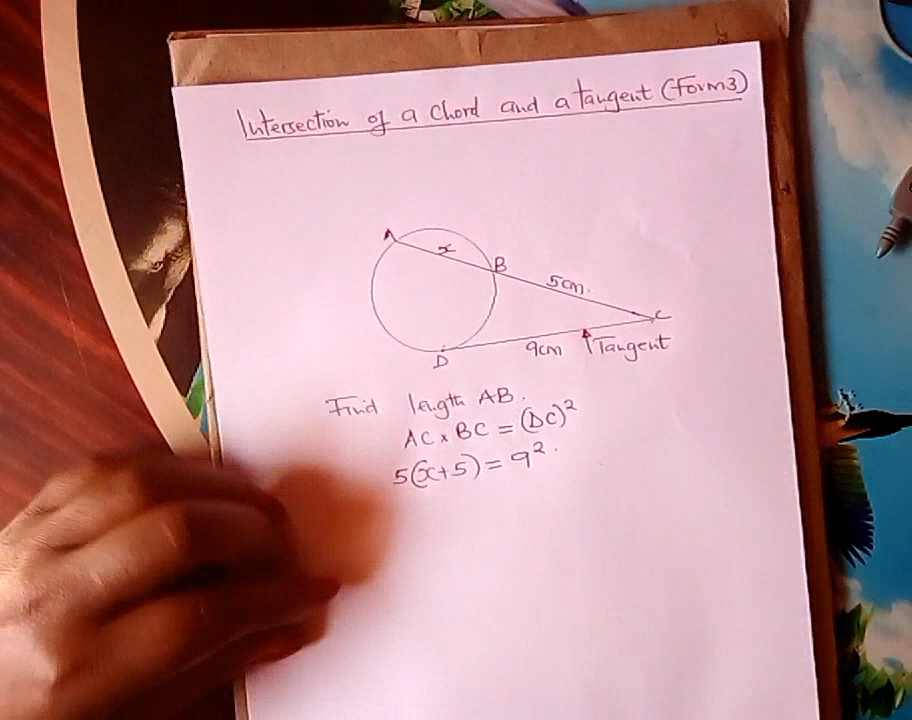 Intersection of a Chord and a tangent (Form3)
A
x
B
5cm.
C
D
9cm
Tangent
Find length AB.
AC x BC = (DC)²
5(x+5) = 9².